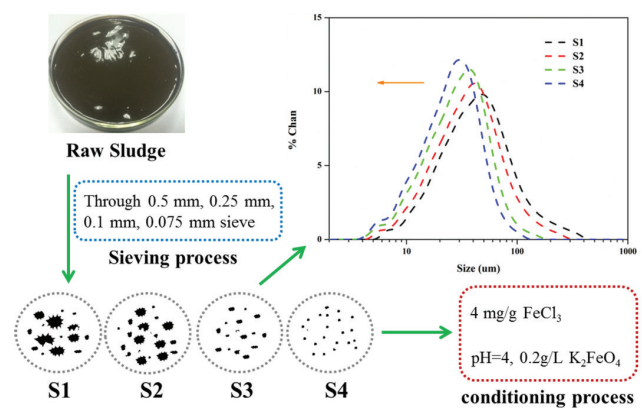 Raw Sludge
Through 0.5 mm, 0.25 mm,
0.1 mm, 0.075 mm sieve
Sieving process
15
10
5
0
% Chan
10
100
1000
Size (um)
S1
S2
S3
S4
S1
S2
S3
S4
4 mg/g FeCl₃
pH=4, 0.2g/L K₂FeO₄
conditioning process